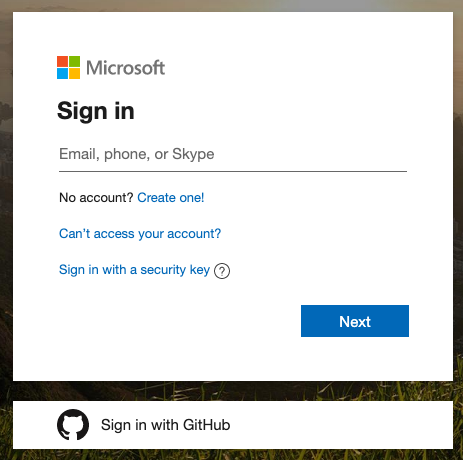 Microsoft
Sign in
Email, phone, or Skype
No account? Create one!
Can't access your account?
Sign in with a security key ?
Next
Sign in with GitHub